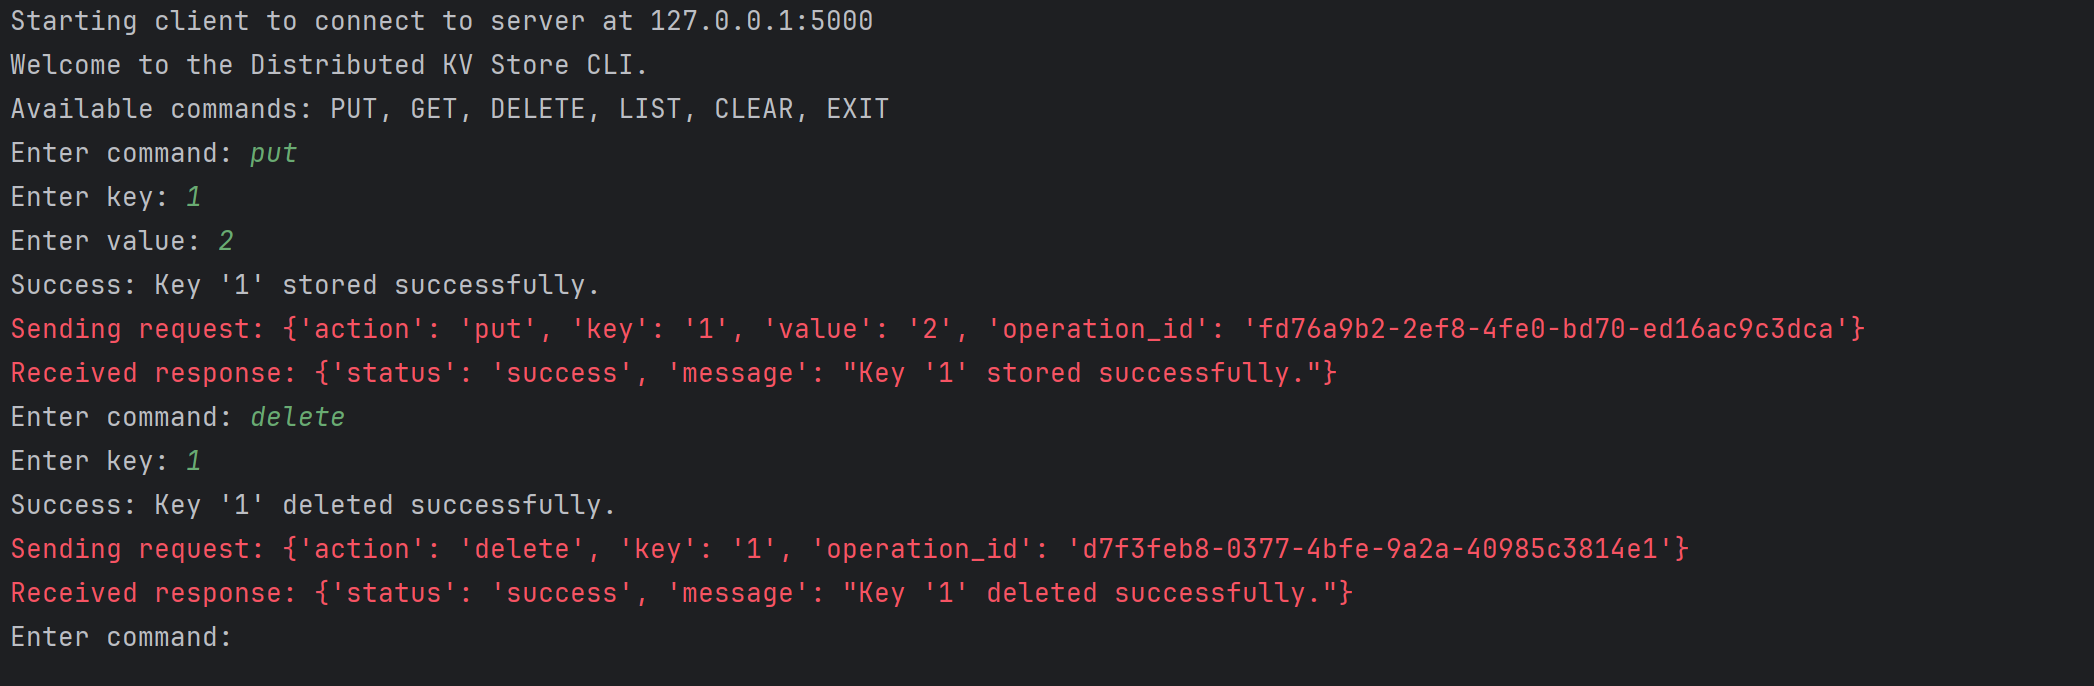 Starting client to connect to server at 127.0.0.1:5000
Welcome to the Distributed KV Store CLI.
Available commands: PUT, GET, DELETE, LIST, CLEAR, EXIT
Enter command: put
Enter key: 1
Enter value: 2
Success: Key '1' stored successfully.
Sending request: {'action': 'put', 'key': '1', 'value': '2', 'operation_id': 'fd76a9b2-2ef8-4fe0-bd70-ed16ac9c3dca'}
Received response: {'status': 'success', 'message': "Key '1' stored successfully."}
Enter command: delete
Enter key: 1
Success: Key '1' deleted successfully.
Sending request: {'action': 'delete', 'key': '1', 'operation_id': 'd7f3feb8-0377-4bfe-9a2a-40985c3814e1'}
Received response: {'status': 'success', 'message': "Key '1' deleted successfully."}
Enter command: